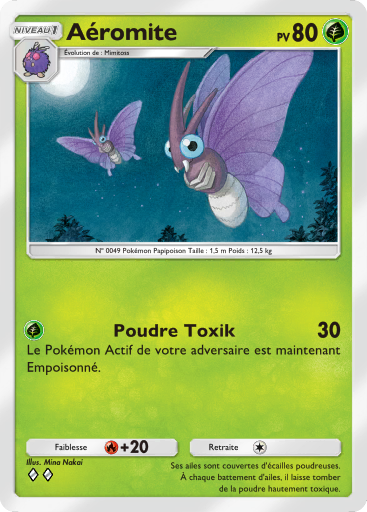 NIVEAU 1
Aéromite
PV 80
Évolution de : Mimitoss
N° 0049 Pokémon Papipoison Taille : 1,5 m Poids : 12,5 kg
Poudre Toxik 30
Le Pokémon Actif de votre adversaire est maintenant
Empoisonné.
Faiblesse +20
Retraite
Illus. Mina Nakai
Ses ailes sont couvertes d'écailles poudreuses.
À chaque battement d'ailes, il laisse tomber
de la poudre hautement toxique.